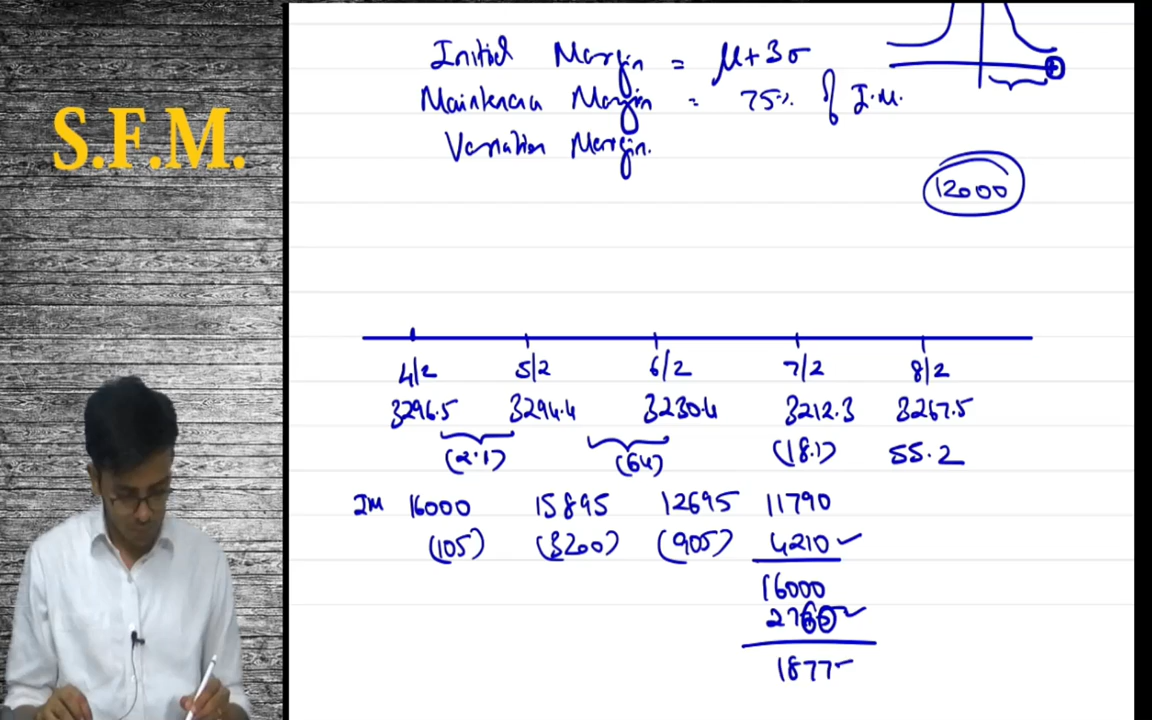 S.F.M.
Initial Margin = μ+3σ
Maintenance Margin = 75% of I.M.
Variation Margin.
12000
4/2 5/2 6/2 7/2 8/2
3296.5 3294.4 3230.4 3212.3 3267.5
(2.1) (64) (18.1) 55.2
IM 16000 15895 12695 11790
(105) (3200) (905) 4210
16000
1877